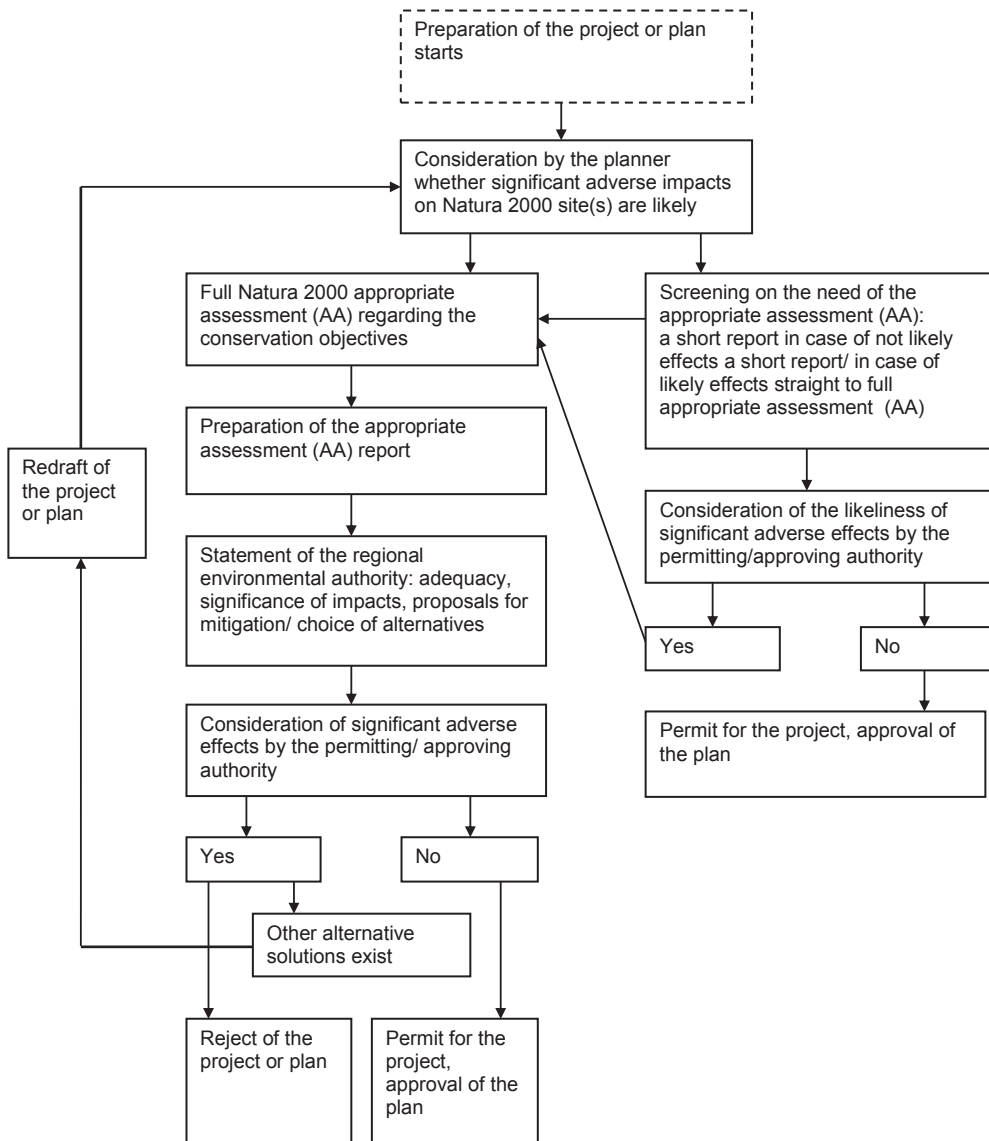 Preparation of the project or plan
starts
Consideration by the planner
whether significant adverse impacts
on Natura 2000 site(s) are likely
Full Natura 2000 appropriate
assessment (AA) regarding the
conservation objectives
Screening on the need of the
appropriate assessment (AA):
a short report in case of not likely
effects a short report/ in case of
likely effects straight to full
appropriate assessment (AA)
Preparation of the appropriate
assessment (AA) report
Redraft of
the project
or plan
Consideration of the likeliness of
significant adverse effects by the
permitting/approving authority
Statement of the regional
environmental authority: adequacy,
significance of impacts, proposals for
mitigation/ choice of alternatives
Yes
No
Consideration of significant adverse
effects by the permitting/ approving
authority
Permit for the project, approval of
the plan
Yes
No
Other alternative
solutions exist
Reject of the
project or plan
Permit for the
project,
approval of the
plan